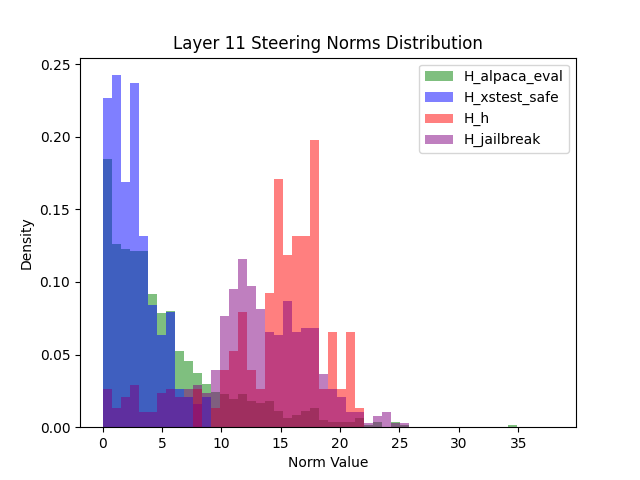 Layer 11 Steering Norms Distribution
H_alpaca_eval
H_xstest_safe
H_h
H_jailbreak
Density
0.25
0.20
0.15
0.10
0.05
0.00
0 5 10 15 20 25 30 35
Norm Value